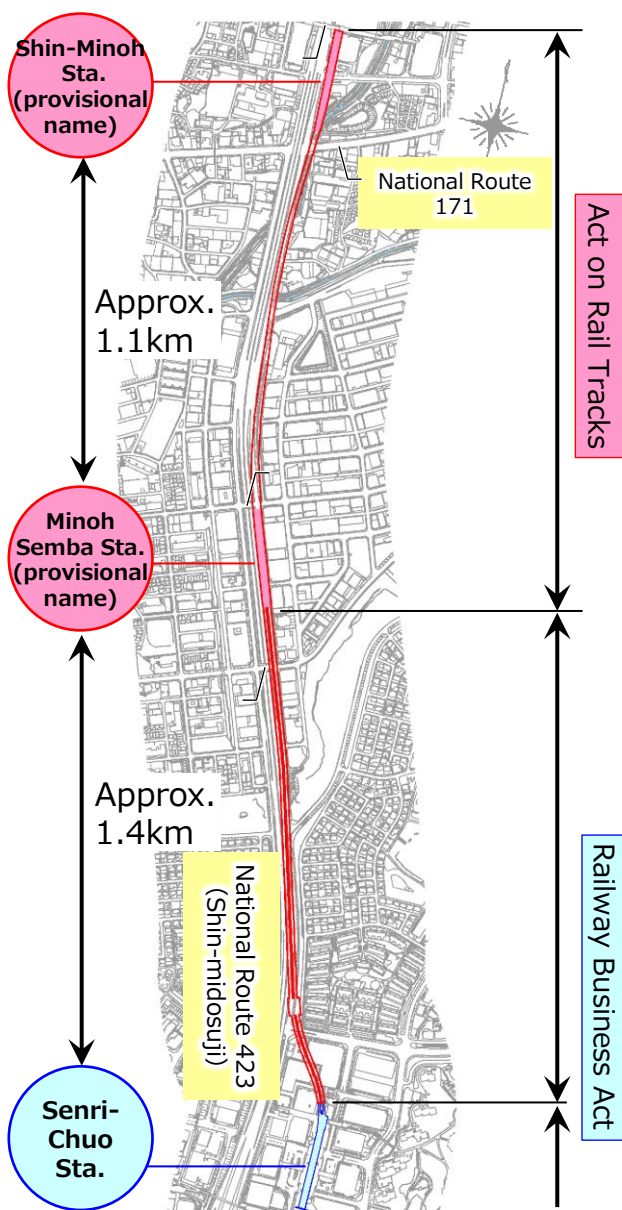 Shin-Minoh
Sta.
(provisional
name)
National Route
171
Act on Rail Tracks
Approx.
1.1km
Minoh
Semba Sta.
(provisional
name)
Approx.
1.4km
National Route 423
(Shin-midosuji)
Railway Business Act
Senri-
Chuo
Sta.